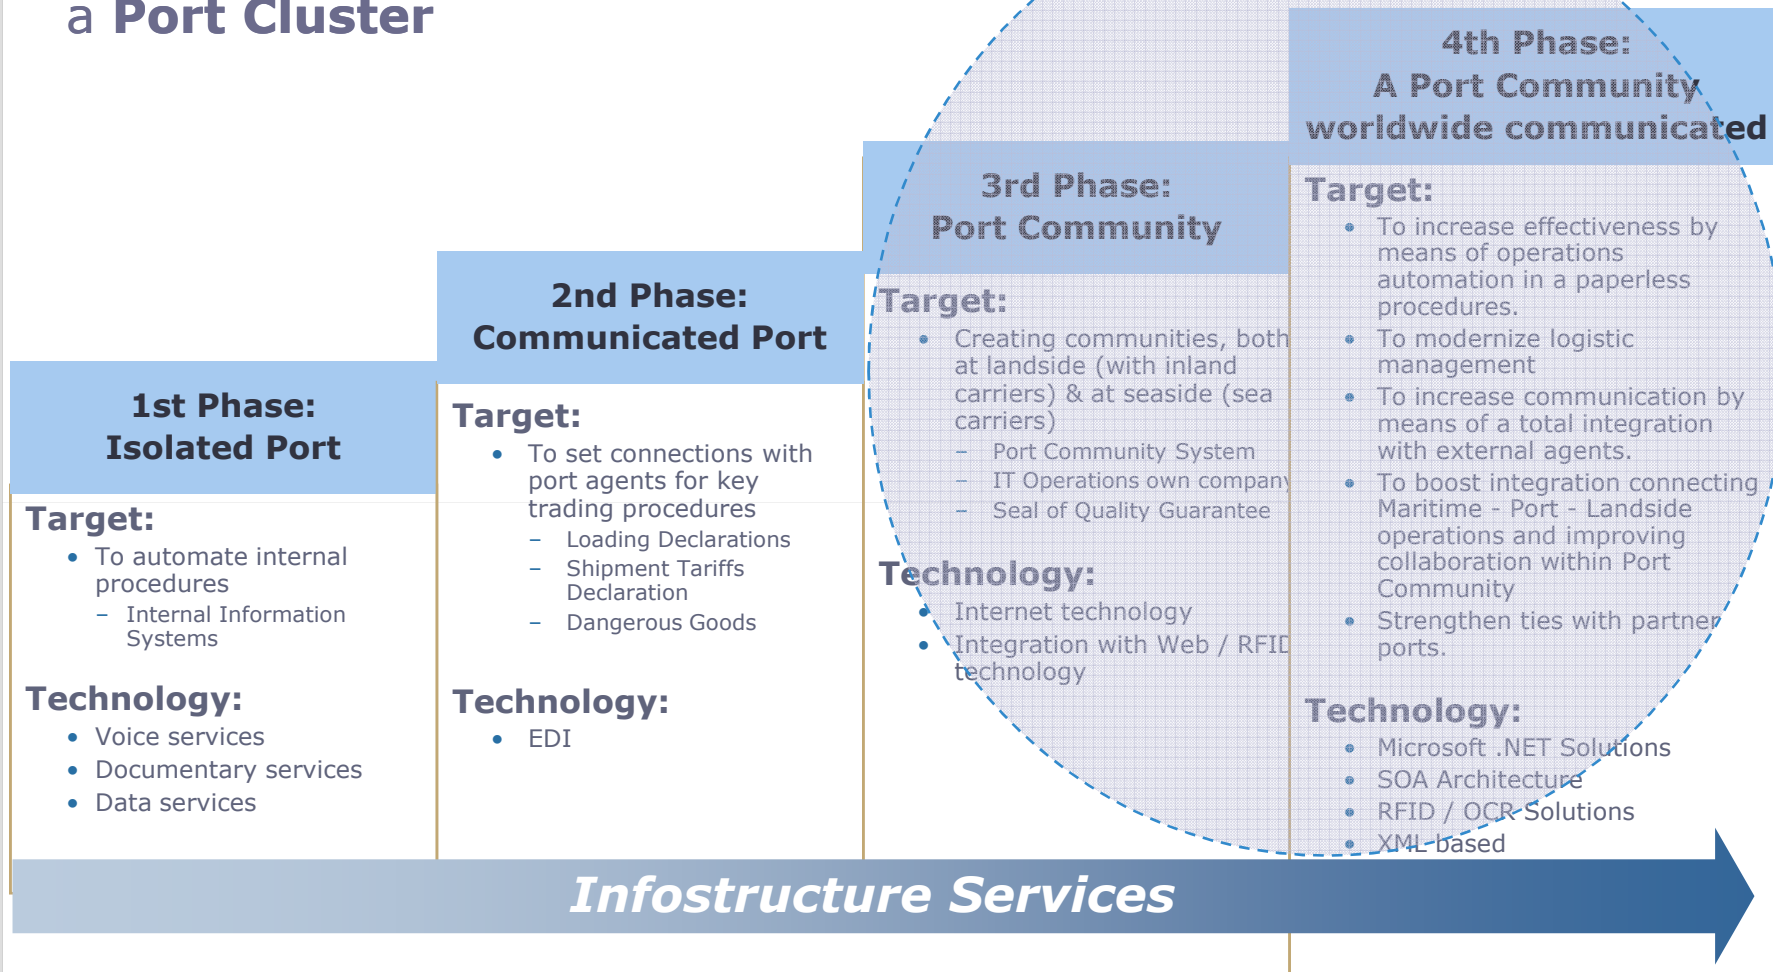 a Port Cluster
1st Phase:
Isolated Port
Target:
• To automate internal
procedures
– Internal Information
Systems
Technology:
• Voice services
• Documentary services
• Data services
2nd Phase:
Communicated Port
Target:
• To set connections with
port agents for key
trading procedures
– Loading Declarations
– Shipment Tariffs
Declaration
– Dangerous Goods
Technology:
• EDI
3rd Phase:
Port Community
Target:
• Creating communities, both
at landside (with inland
carriers) & at seaside (sea
carriers)
– Port Community System
– IT Operations own company
– Seal of Quality Guarantee
Technology:
• Internet technology
• Integration with Web / RFID
technology
4th Phase:
A Port Community
worldwide communicated
Target:
• To increase effectiveness by
means of operations
automation in a paperless
procedures.
• To modernize logistic
management
• To increase communication by
means of a total integration
with external agents.
• To boost integration connecting
Maritime - Port - Landside
operations and improving
collaboration within Port
Community
• Strengthen ties with partner
ports.
Technology:
• Microsoft .NET Solutions
• SOA Architecture
• RFID / OCR Solutions
• XML based
Infostructure Services